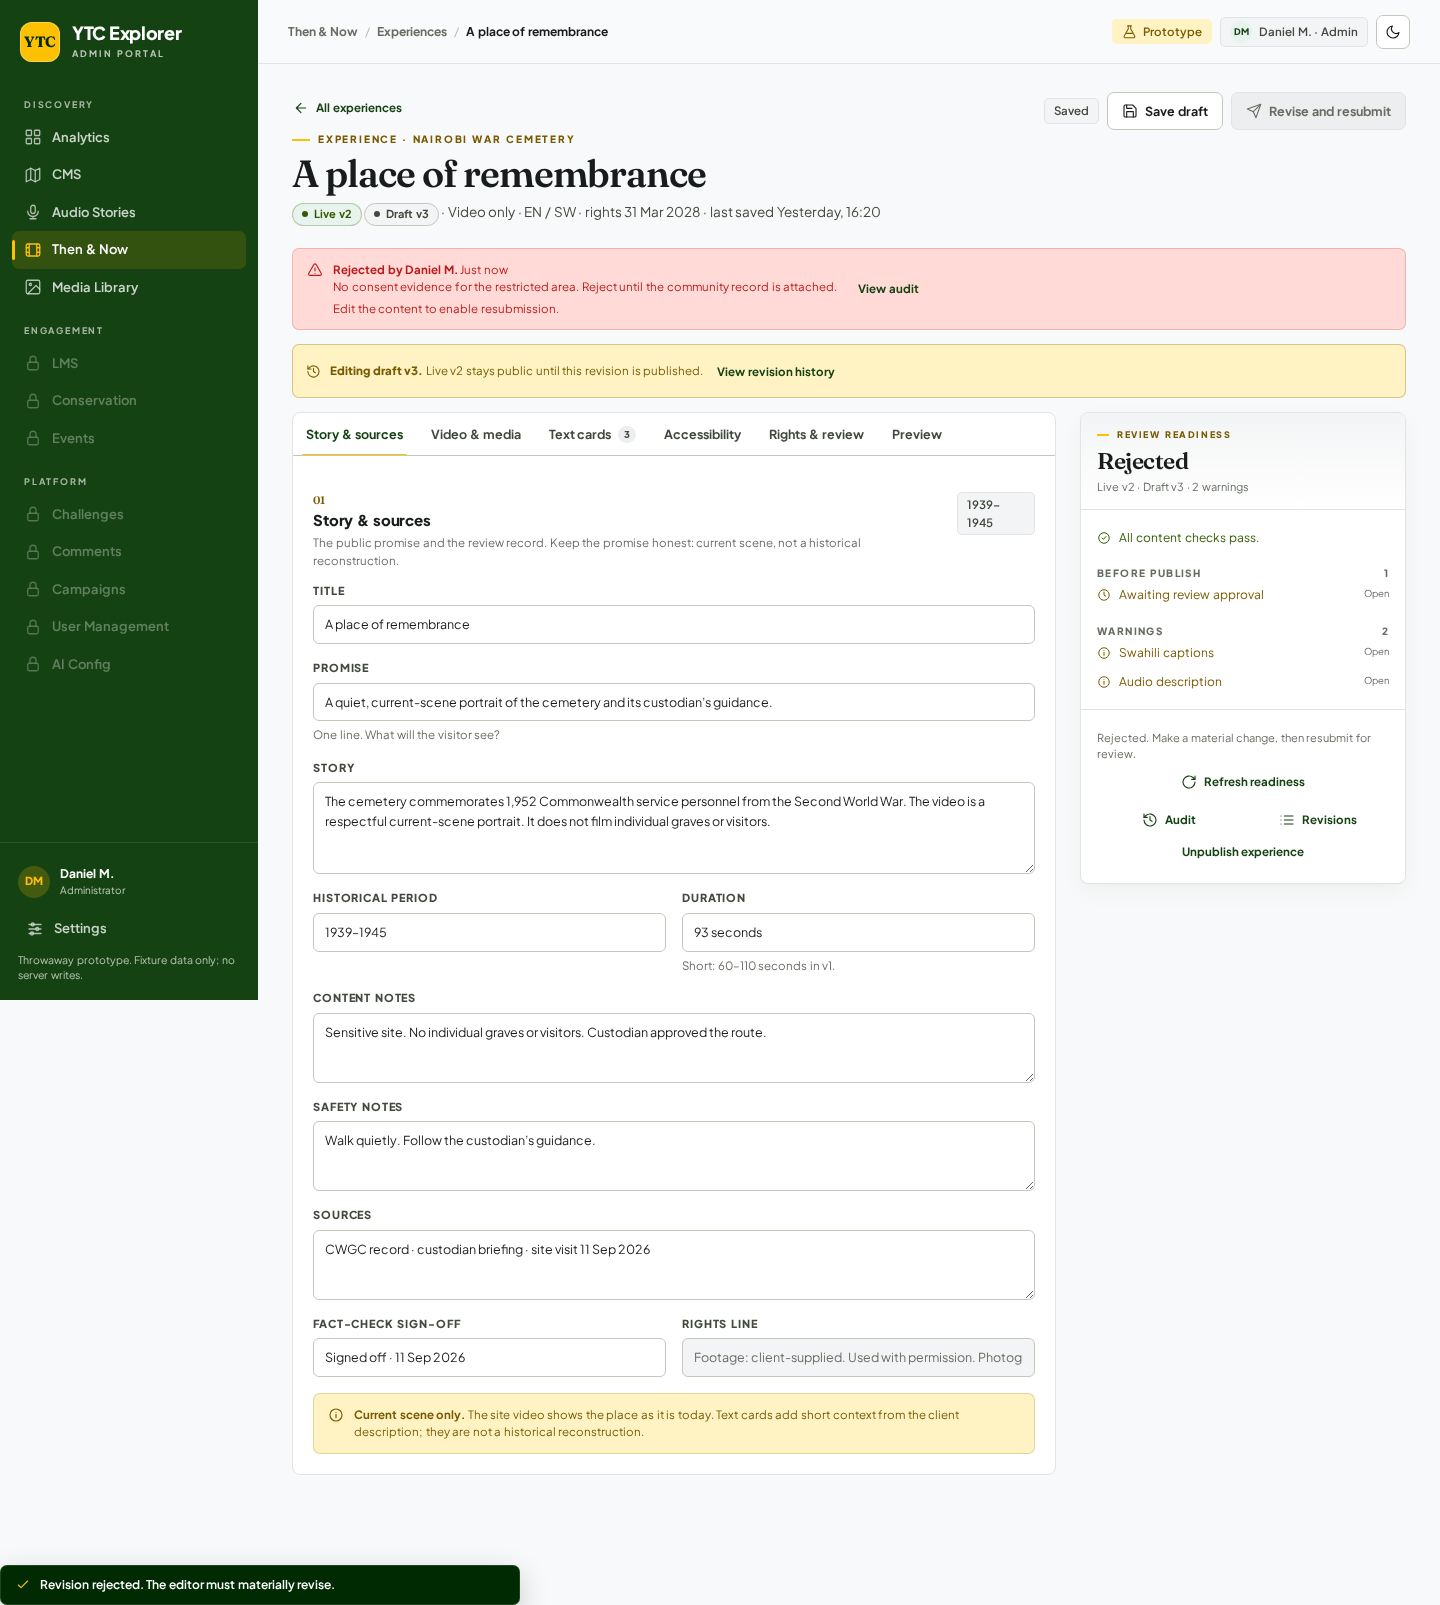 YTC
YTC Explorer
ADMIN PORTAL
DISCOVERY
Analytics
CMS
Audio Stories
Then & Now
Media Library
ENGAGEMENT
LMS
Conservation
Events
PLATFORM
Challenges
Comments
Campaigns
User Management
AI Config
DM
Daniel M.
Administrator
Settings
Throwaway prototype. Fixture data only; no
server writes.
Then & Now / Experiences / A place of remembrance
Prototype
DM Daniel M. · Admin
All experiences
Saved
Save draft
Revise and resubmit
EXPERIENCE · NAIROBI WAR CEMETERY
A place of remembrance
Live v2 Draft v3 · Video only · EN / SW · rights 31 Mar 2028 · last saved Yesterday, 16:20
Rejected by Daniel M. Just now
No consent evidence for the restricted area. Reject until the community record is attached. View audit
Edit the content to enable resubmission.
Editing draft v3. Live v2 stays public until this revision is published. View revision history
Story & sources
Video & media
Text cards 3
Accessibility
Rights & review
Preview
01
Story & sources
The public promise and the review record. Keep the promise honest: current scene, not a historical
reconstruction.
1939–
1945
TITLE
A place of remembrance
PROMISE
A quiet, current-scene portrait of the cemetery and its custodian's guidance.
One line. What will the visitor see?
STORY
The cemetery commemorates 1,952 Commonwealth service personnel from the Second World War. The video is a
respectful current-scene portrait. It does not film individual graves or visitors.
HISTORICAL PERIOD
1939–1945
DURATION
93 seconds
Short: 60–110 seconds in v1.
CONTENT NOTES
Sensitive site. No individual graves or visitors. Custodian approved the route.
SAFETY NOTES
Walk quietly. Follow the custodian's guidance.
SOURCES
CWGC record · custodian briefing · site visit 11 Sep 2026
FACT-CHECK SIGN-OFF
Signed off · 11 Sep 2026
RIGHTS LINE
Footage: client-supplied. Used with permission. Photog
Current scene only. The site video shows the place as it is today. Text cards add short context from the client
description; they are not a historical reconstruction.
REVIEW READINESS
Rejected
Live v2 · Draft v3 · 2 warnings
All content checks pass.
BEFORE PUBLISH 1
Awaiting review approval Open
WARNINGS 2
Swahili captions Open
Audio description Open
Rejected. Make a material change, then resubmit for
review.
Refresh readiness
Audit
Revisions
Unpublish experience
Revision rejected. The editor must materially revise.